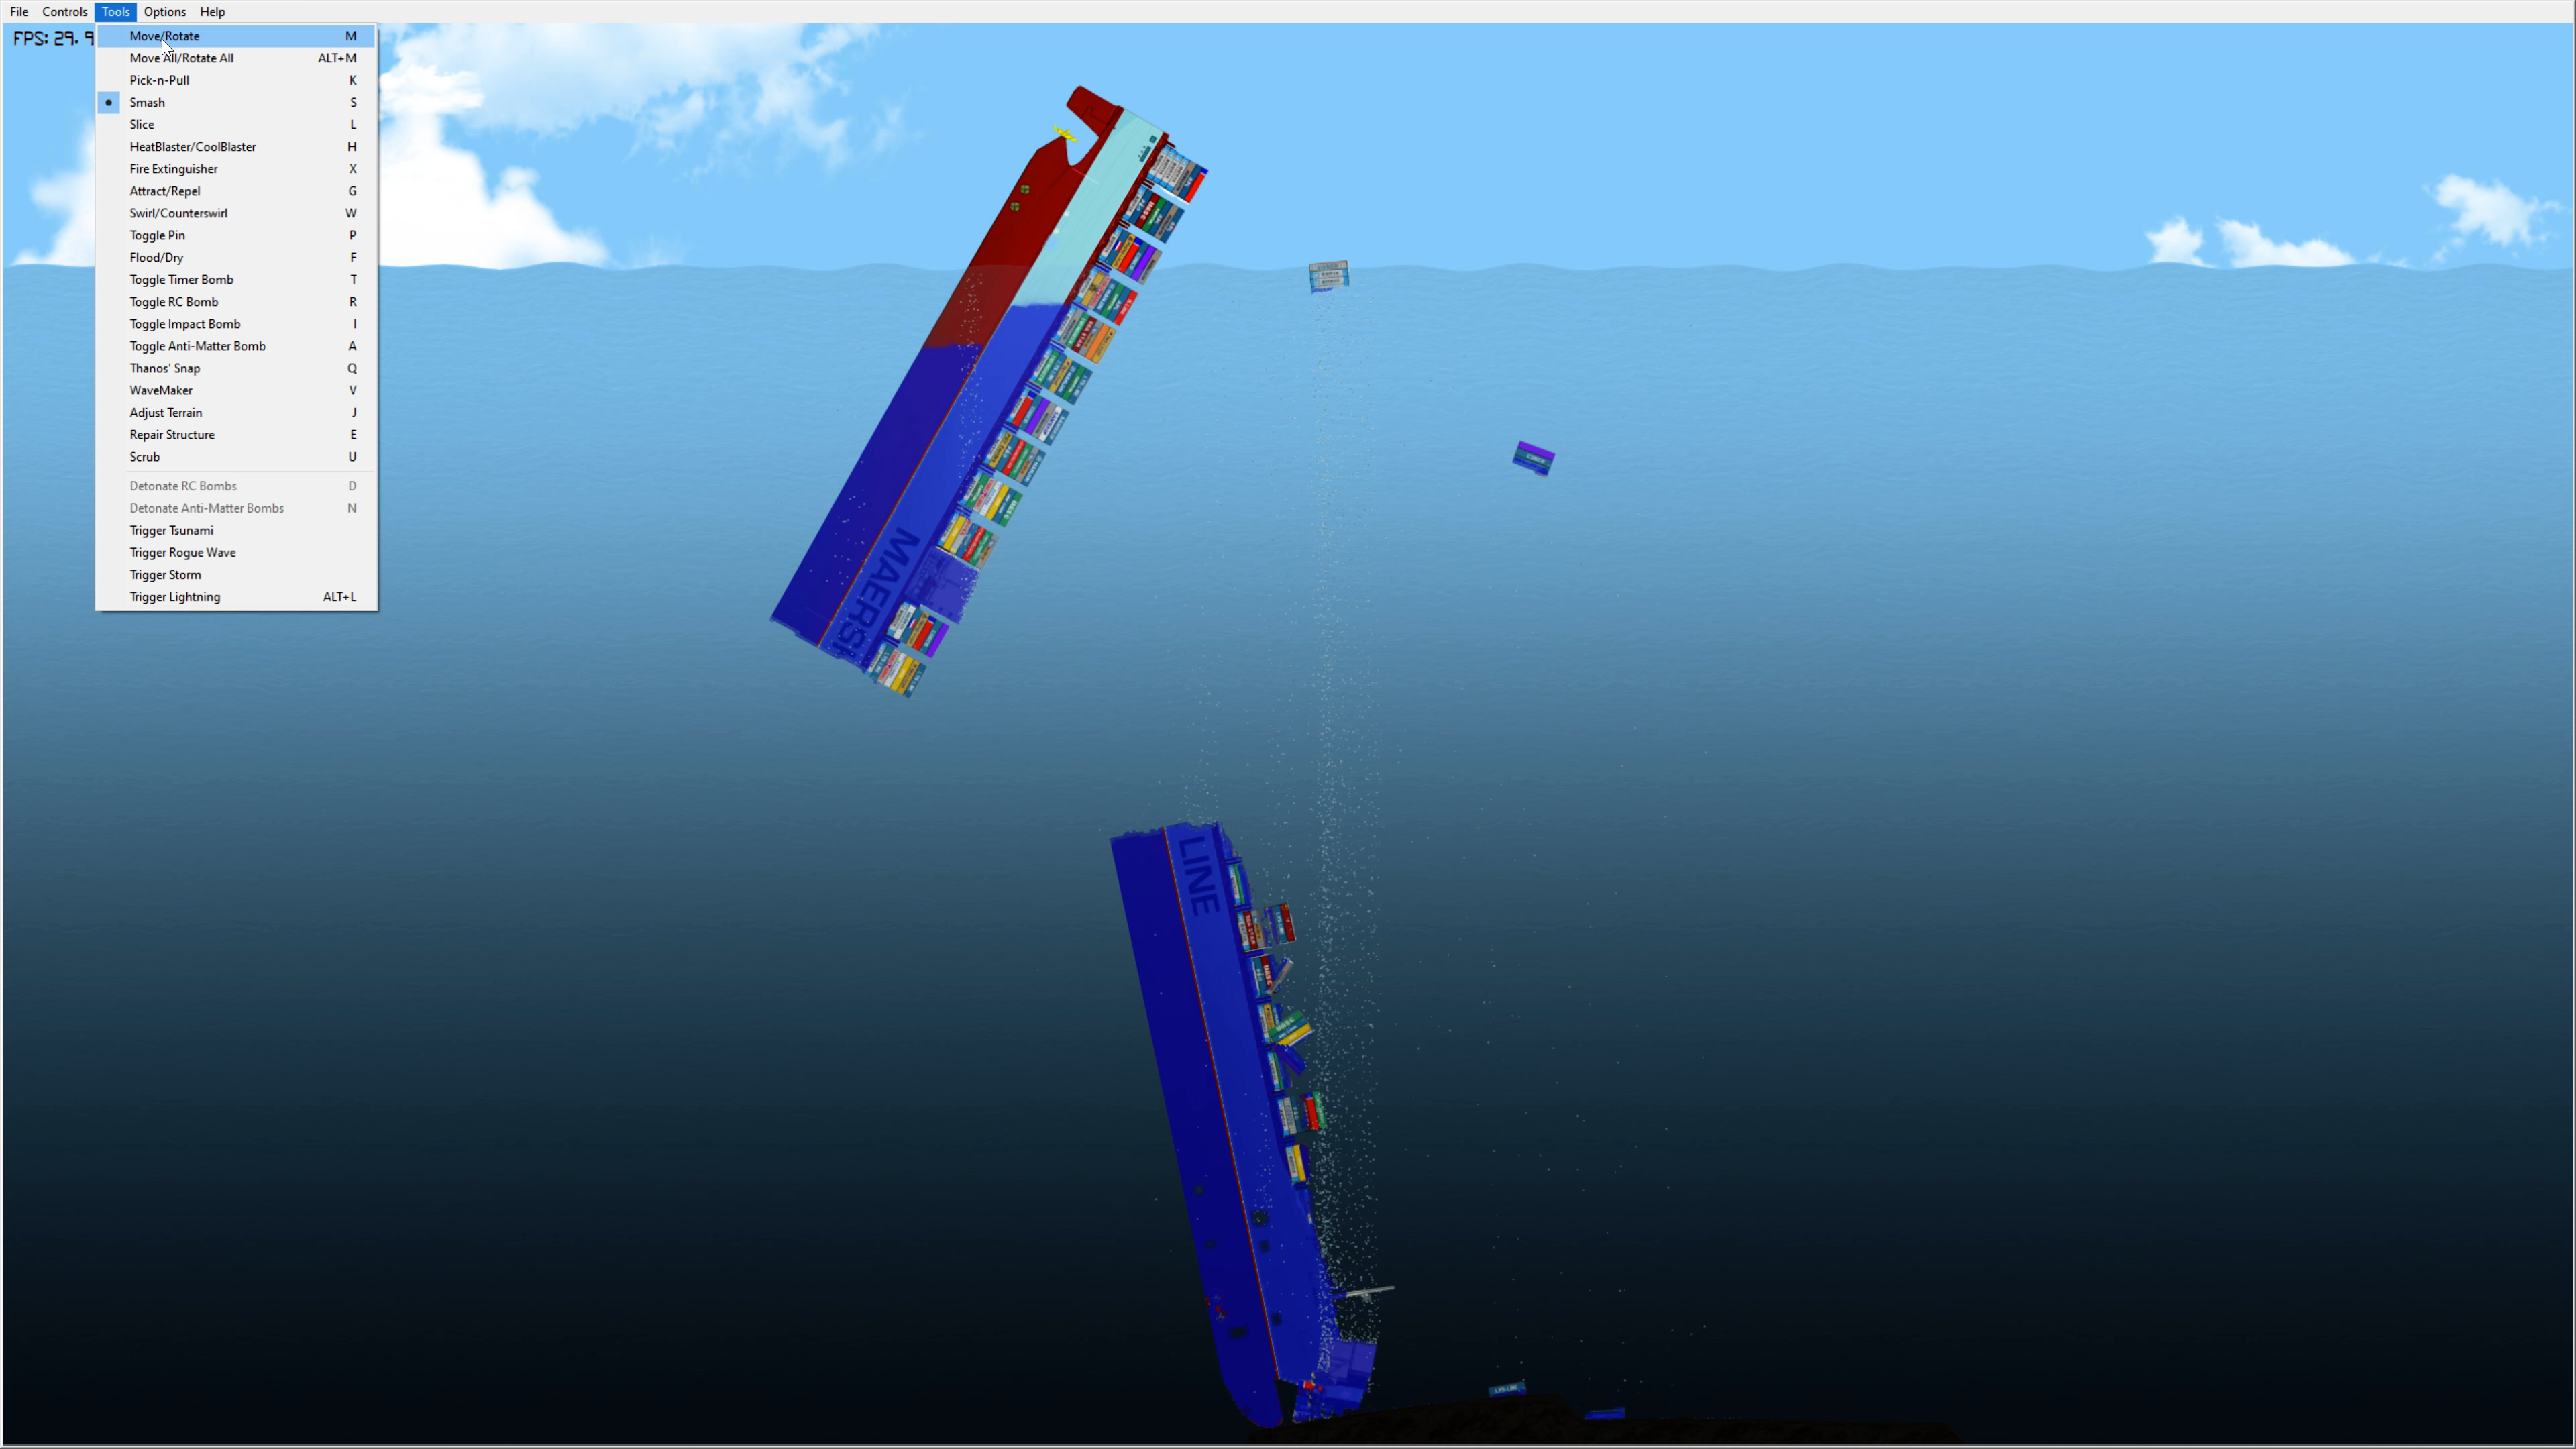 File Controls Tools Options Help
FPS: 29. 9
Move/Rotate M
Move All/Rotate All ALT+M
Pick-n-Pull K
Smash S
Slice L
HeatBlaster/CoolBlaster H
Fire Extinguisher X
Attract/Repel G
Swirl/Counterswirl W
Toggle Pin P
Flood/Dry F
Toggle Timer Bomb T
Toggle RC Bomb R
Toggle Impact Bomb I
Toggle Anti-Matter Bomb A
Thanos' Snap Q
WaveMaker V
Adjust Terrain J
Repair Structure E
Scrub U
Detonate RC Bombs D
Detonate Anti-Matter Bombs N
Trigger Tsunami
Trigger Rogue Wave
Trigger Storm
Trigger Lightning ALT+L
MAERSK
LINE